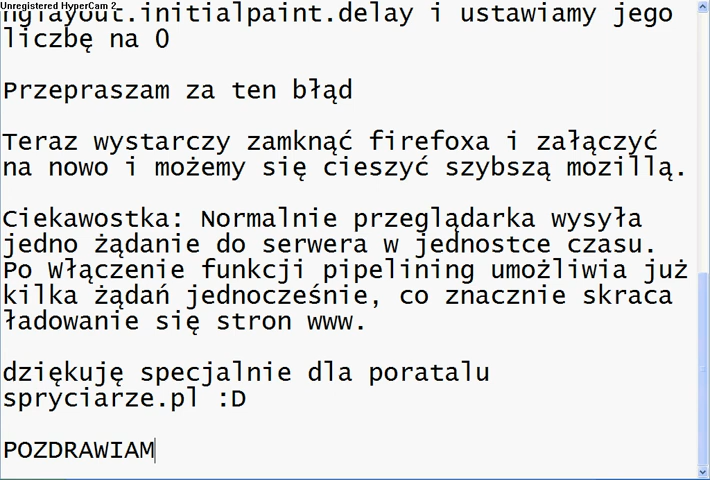 Unregistered HyperCam 2
nglayout.initialpaint.delay i ustawiamy jego
liczbę na 0
Przepraszam za ten błąd
Teraz wystarczy zamknąć firefoxa i załączyć
na nowo i możemy się cieszyć szybszą mozillą.
Ciekawostka: Normalnie przeglądarka wysyła
jedno żądanie do serwera w jednostce czasu.
Po Włączenie funkcji pipelining umożliwia już
kilka żądań jednocześnie, co znacznie skraca
ładowanie się stron www.
dziękuję specjalnie dla poratalu
spryciarze.pl :D
POZDRAWIAM